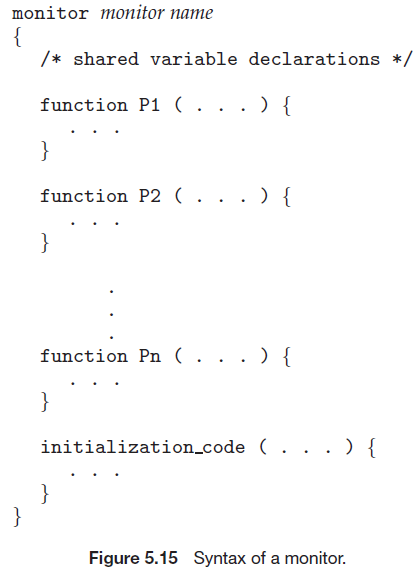 monitor monitor name
{
/* shared variable declarations */
function P1 ( . . . ) {
. . .
}
function P2 ( . . . ) {
. . .
}
.
.
.
function Pn ( . . . ) {
. . .
}
initialization_code ( . . . ) {
. . .
}
}
Figure 5.15 Syntax of a monitor.